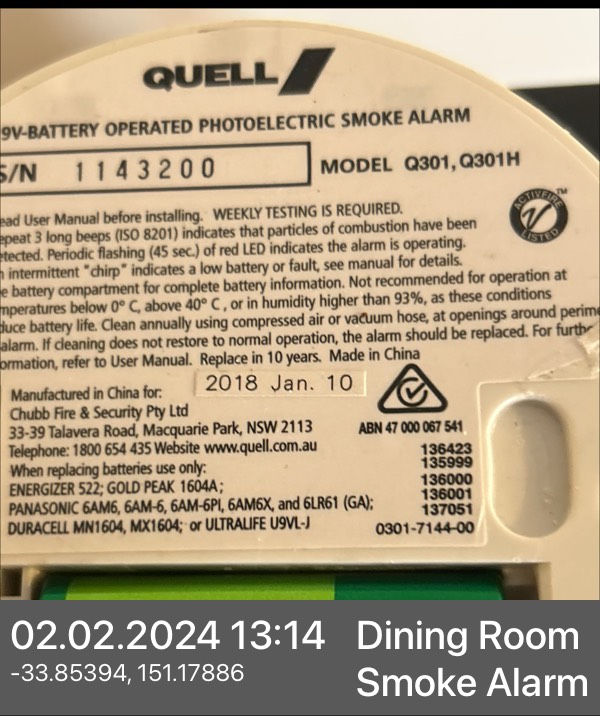 QUELL
9V-BATTERY OPERATED PHOTOELECTRIC SMOKE ALARM
S/N 1143200 MODEL Q301, Q301H
ACTIVFIRE LISTED TM
ead User Manual before installing. WEEKLY TESTING IS REQUIRED.
epeat 3 long beeps (ISO 8201) indicates that particles of combustion have been
etected. Periodic flashing (45 sec.) of red LED indicates the alarm is operating.
n intermittent "chirp" indicates a low battery or fault, see manual for details.
e battery compartment for complete battery information. Not recommended for operation at
mperatures below 0° C, above 40° C, or in humidity higher than 93%, as these conditions
duce battery life. Clean annually using compressed air or vacuum hose, at openings around perime
alarm. If cleaning does not restore to normal operation, the alarm should be replaced. For furthe
ormation, refer to User Manual. Replace in 10 years. Made in China
2018 Jan. 10
Manufactured in China for:
Chubb Fire & Security Pty Ltd
33-39 Talavera Road, Macquarie Park, NSW 2113
Telephone: 1800 654 435 Website www.quell.com.au
When replacing batteries use only:
ENERGIZER 522; GOLD PEAK 1604A;
PANASONIC 6AM6, 6AM-6, 6AM-6PI, 6AM6X, and 6LR61 (GA);
DURACELL MN1604, MX1604; or ULTRALIFE U9VL-J
ABN 47 000 067 541
136423
135999
136000
136001
137051
0301-7144-00
02.02.2024 13:14
-33.85394, 151.17886
Dining Room
Smoke Alarm